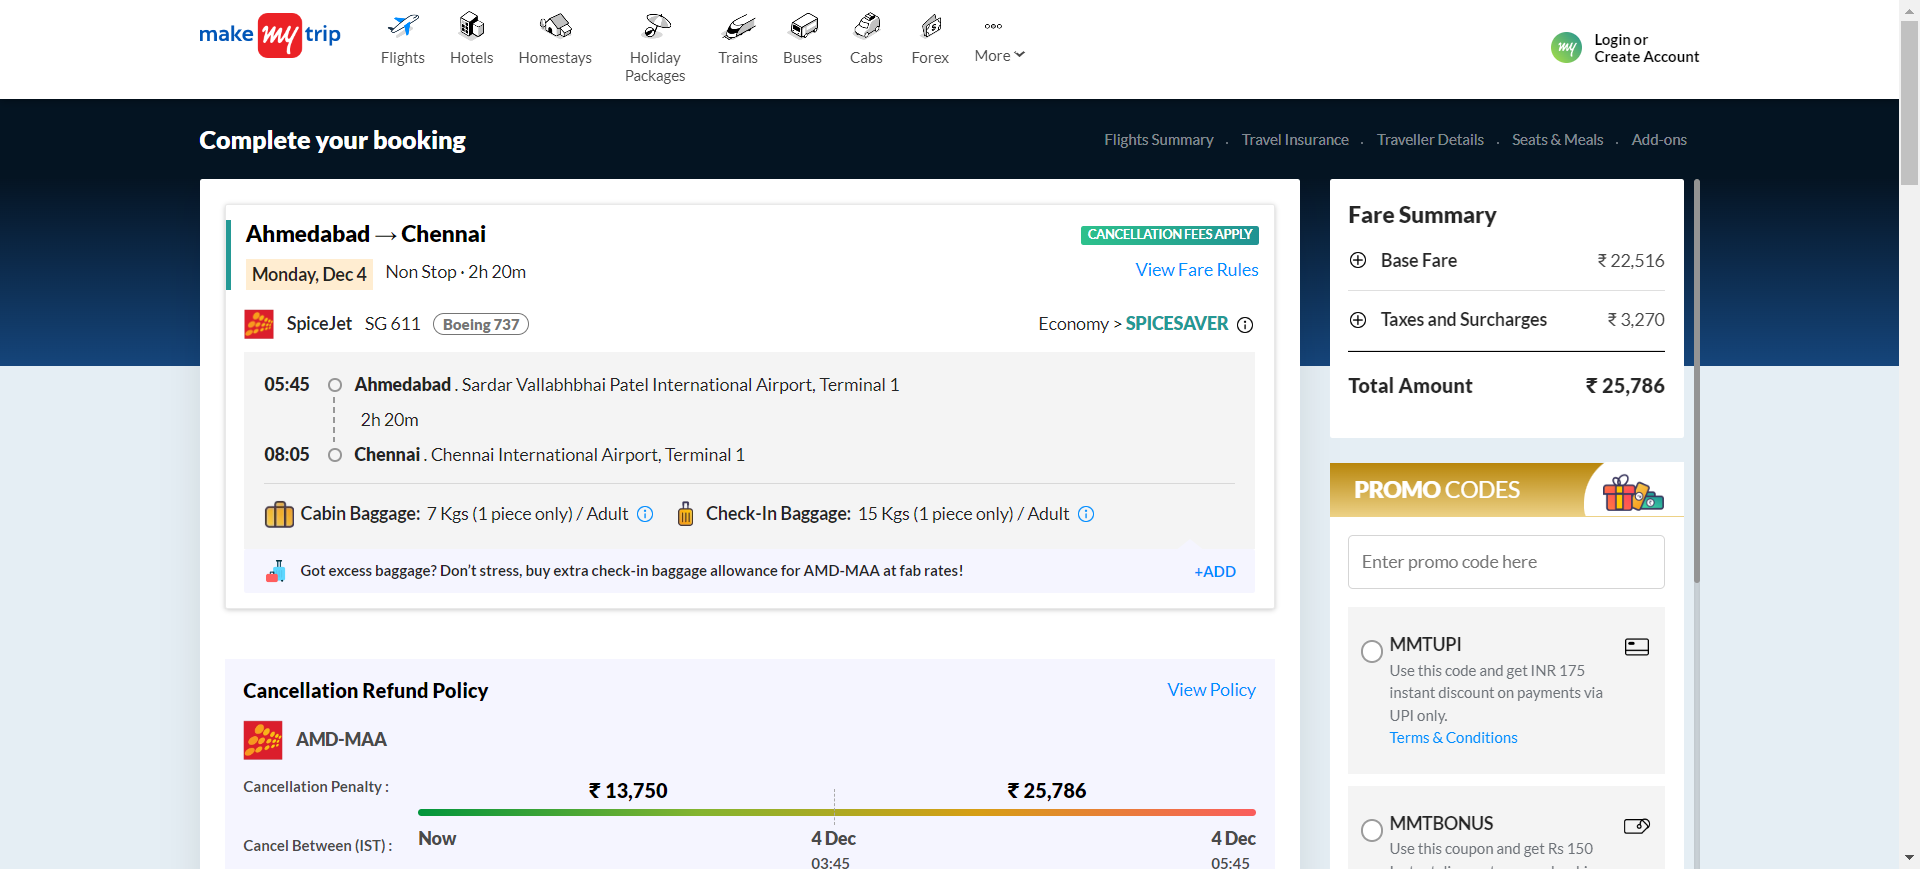 make my trip
Flights
Hotels
Homestays
Holiday
Packages
Trains
Buses
Cabs
Forex
More
my
Login or
Create Account
Complete your booking
Flights Summary . Travel Insurance . Traveller Details . Seats & Meals . Add-ons
Ahmedabad → Chennai
CANCELLATION FEES APPLY
Monday, Dec 4 Non Stop · 2h 20m
View Fare Rules
SpiceJet SG 611 Boeing 737
Economy > SPICESAVER
05:45 Ahmedabad . Sardar Vallabhbhai Patel International Airport, Terminal 1
2h 20m
08:05 Chennai . Chennai International Airport, Terminal 1
Cabin Baggage: 7 Kgs (1 piece only) / Adult Check-In Baggage: 15 Kgs (1 piece only) / Adult
Got excess baggage? Don’t stress, buy extra check-in baggage allowance for AMD-MAA at fab rates!
+ADD
Cancellation Refund Policy
View Policy
AMD-MAA
Cancellation Penalty :
₹ 13,750
₹ 25,786
Cancel Between (IST) :
Now
4 Dec
03:45
4 Dec
05:45
Fare Summary
Base Fare ₹ 22,516
Taxes and Surcharges ₹ 3,270
Total Amount ₹ 25,786
PROMO CODES
Enter promo code here
MMTUPI
Use this code and get INR 175
instant discount on payments via
UPI only.
Terms & Conditions
MMTBONUS
Use this coupon and get Rs 150